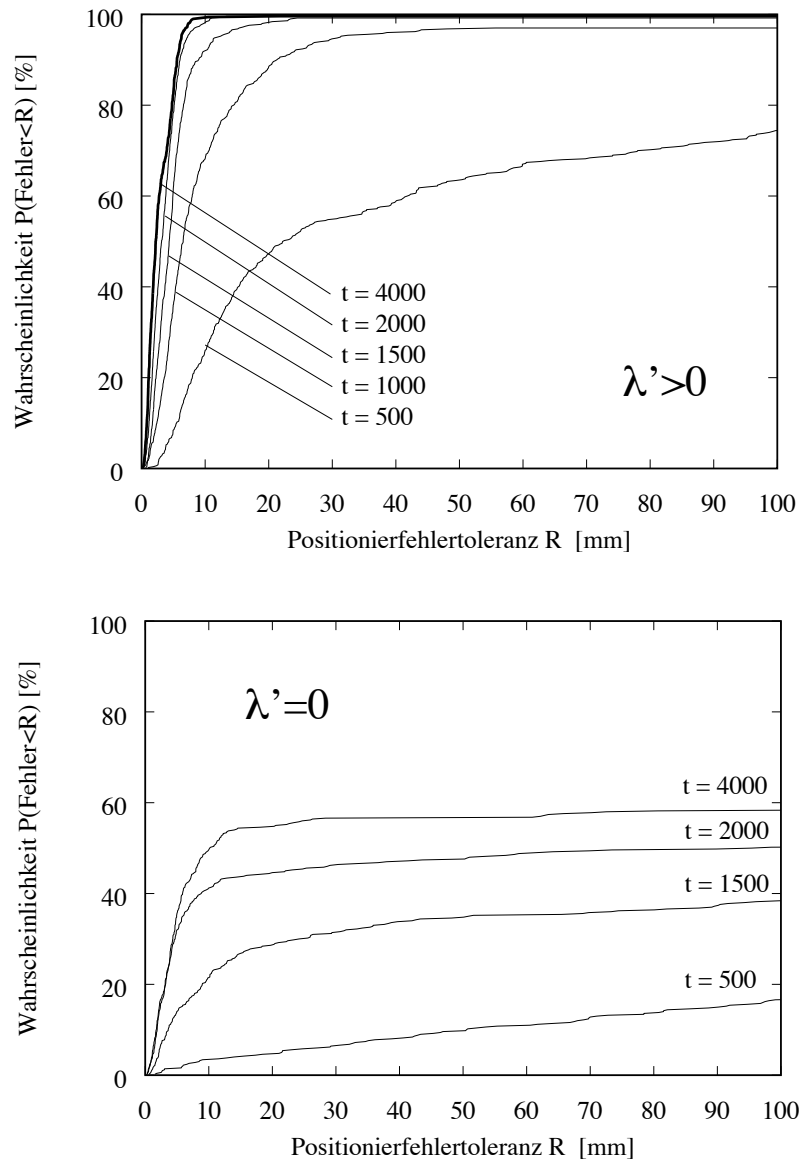 Wahrscheinlichkeit P(Fehler<R) [%]
100
80
60
40
20
0
t = 4000
t = 2000
t = 1500
t = 1000
t = 500
λ’>0
0 10 20 30 40 50 60 70 80 90 100
Positionierfehlertoleranz R [mm]
Wahrscheinlichkeit P(Fehler<R) [%]
100
80
60
40
20
0
λ’=0
t = 4000
t = 2000
t = 1500
t = 500
0 10 20 30 40 50 60 70 80 90 100
Positionierfehlertoleranz R [mm]